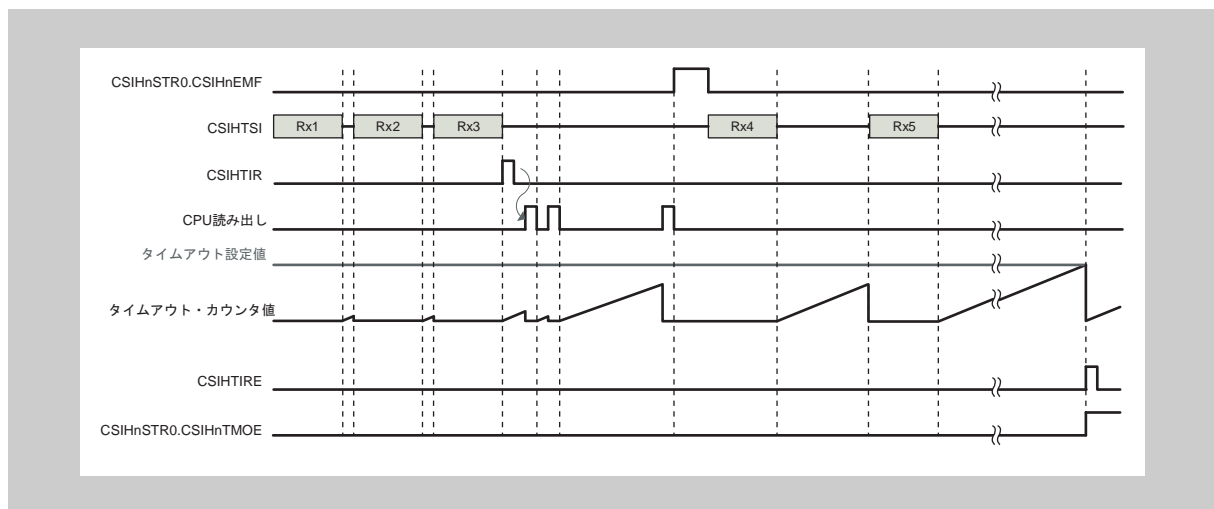 CSIHnSTR0.CSIHnEMF
CSIHTSI
Rx1
Rx2
Rx3
Rx4
Rx5
CSIHTIR
CPU読み出し
タイムアウト設定値
タイムアウト・カウンタ値
CSIHTIRE
CSIHnSTR0.CSIHnTMOE